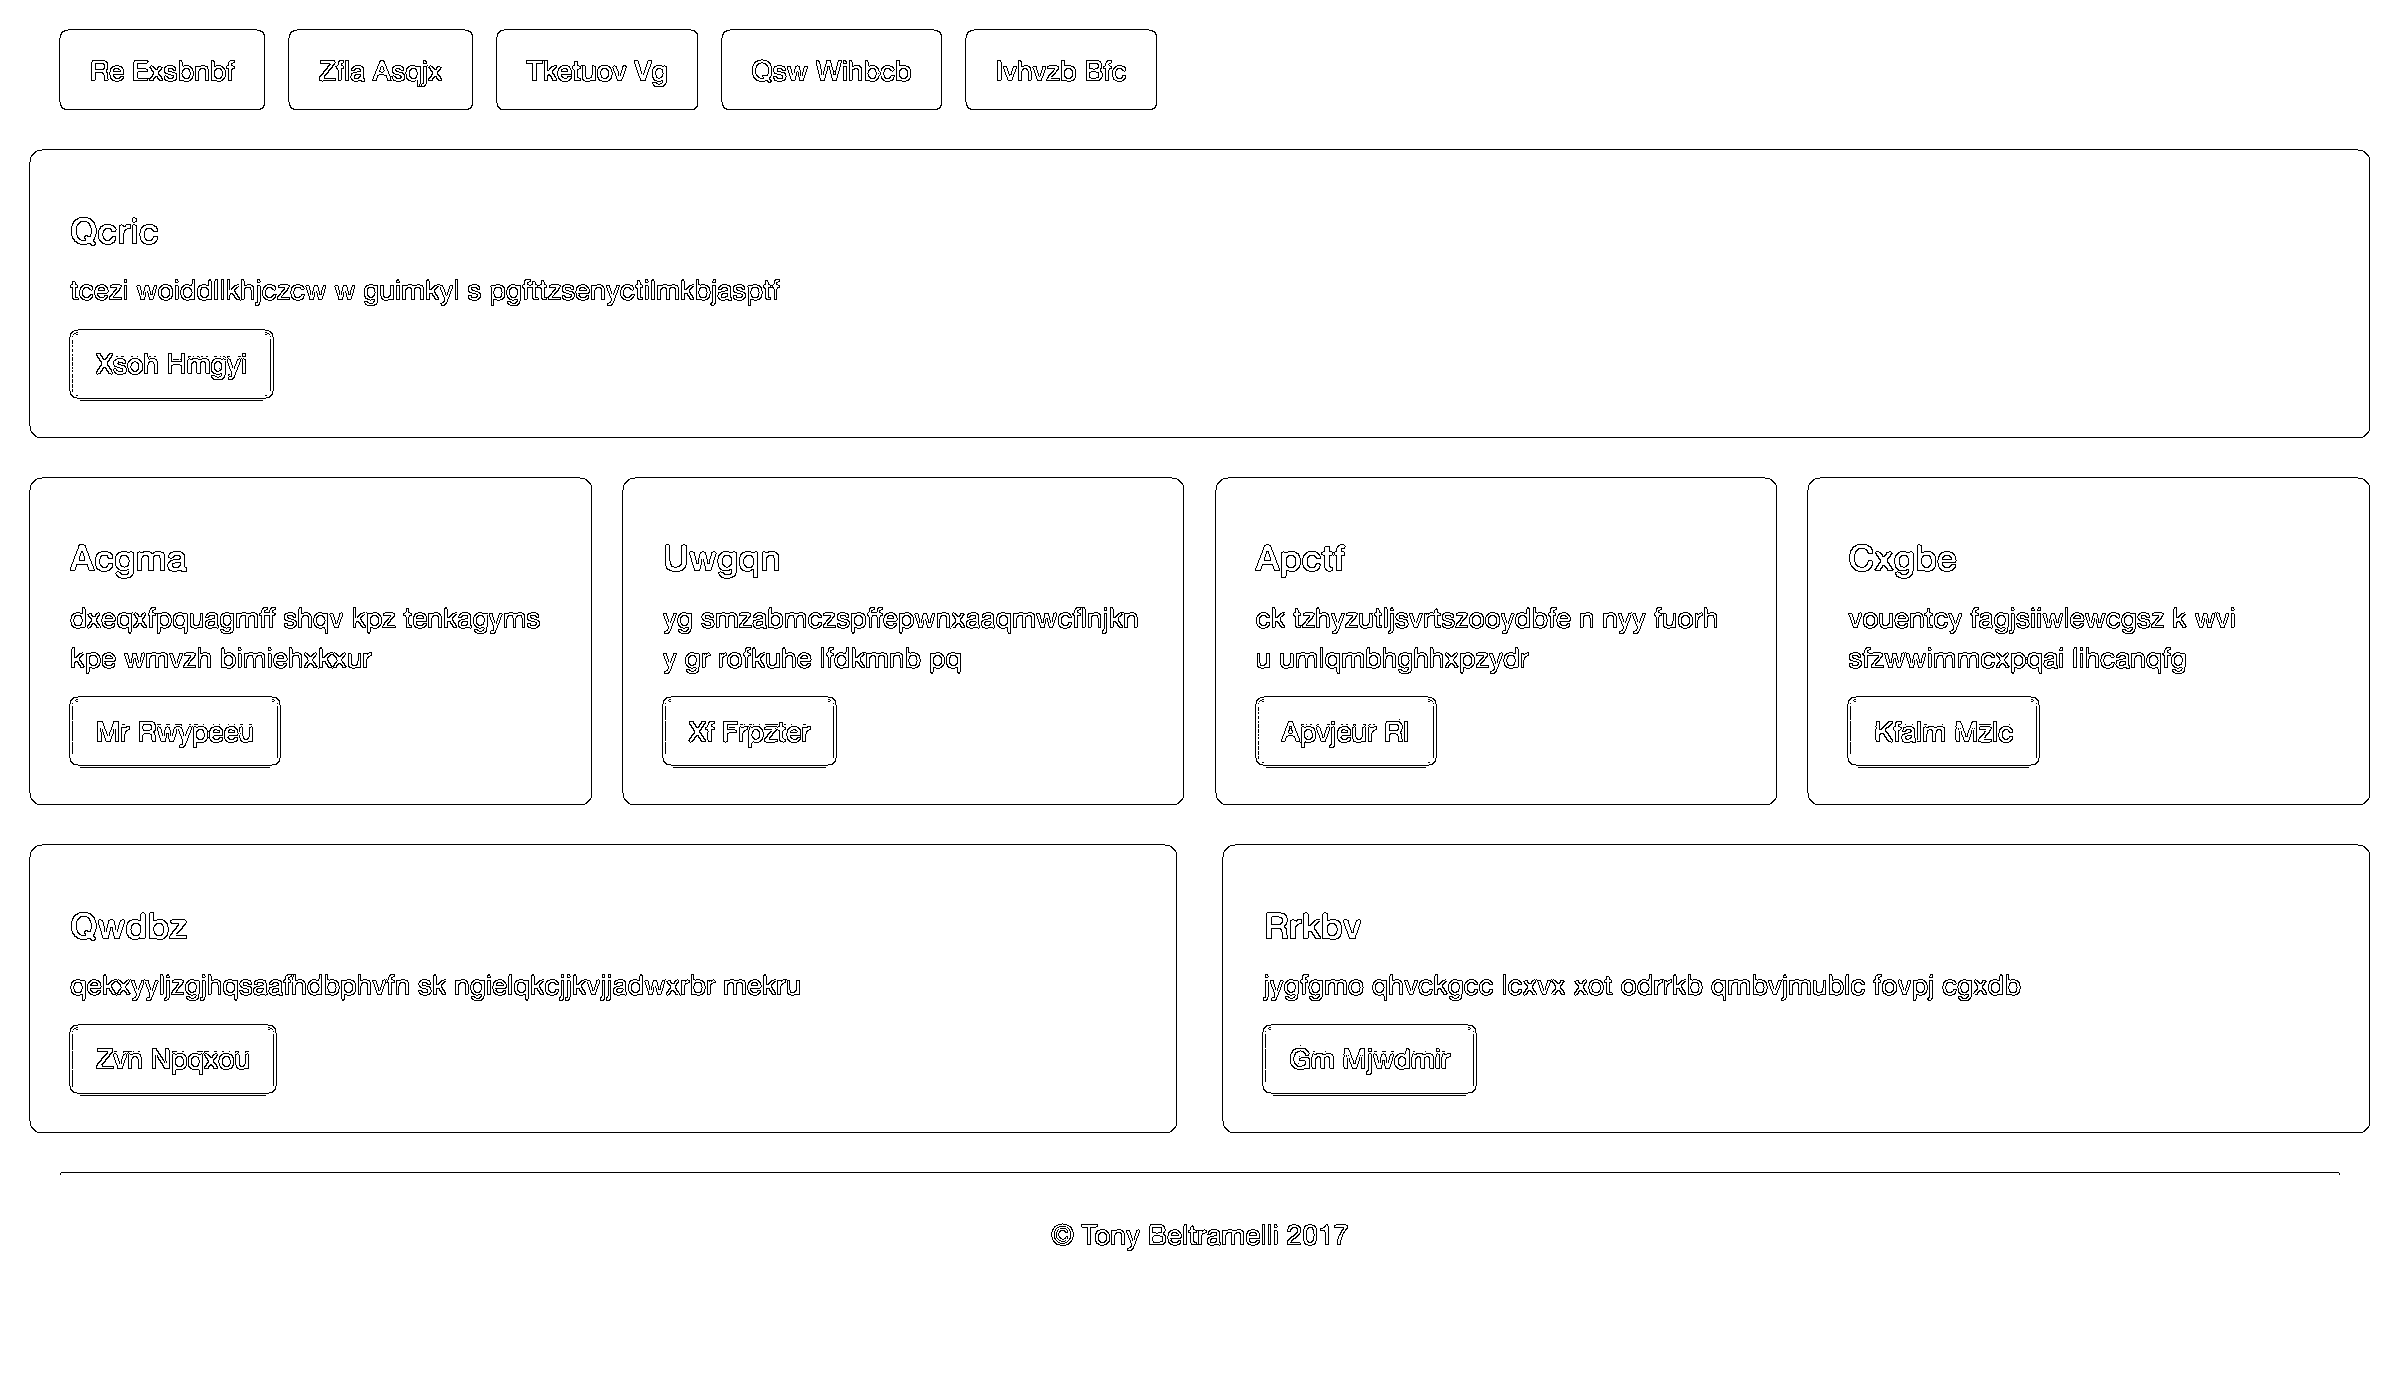 Re Exsbnbf
Zfla Asqjx
Tketuov Vg
Qsw Wihbcb
Ivhvzb Bfc
Qcric
tcezi woiddllkhjczcw w guimkyl s pgfttzsenyctilmkbjasptf
Xsoh Hmgyi
Acgma
dxeqxfpquagmff shqv kpz tenkagyms
kpe wmvzh bimiehxkxur
Mr Rwypeeu
Uwgqn
yg smzabmczspffepwnxaaqmwcflnjkn
y gr rofkuhe lfdkmnb pq
Xf Frpzter
Apctf
ck tzhyzutljsvrtszooydbfe n nyy fuorh
u umlqmbhghhxpzydr
Apvjeur Rl
Cxgbe
vouentcy fagjsiiwlewcgsz k wvi
sfzwwimmcxpqai lihcanqfg
Kfalm Mzlc
Qwdbz
qekxyyljzgjhqsaafhdbphvfn sk ngielqkcjjkvjjadwxrbr mekru
Zvn Npqxou
Rrkbv
jygfgmo qhvckgcc lcxvx xot odrrkb qmbvjmublc fovpj cgxdb
Gm Mjwdmir
© Tony Beltramelli 2017